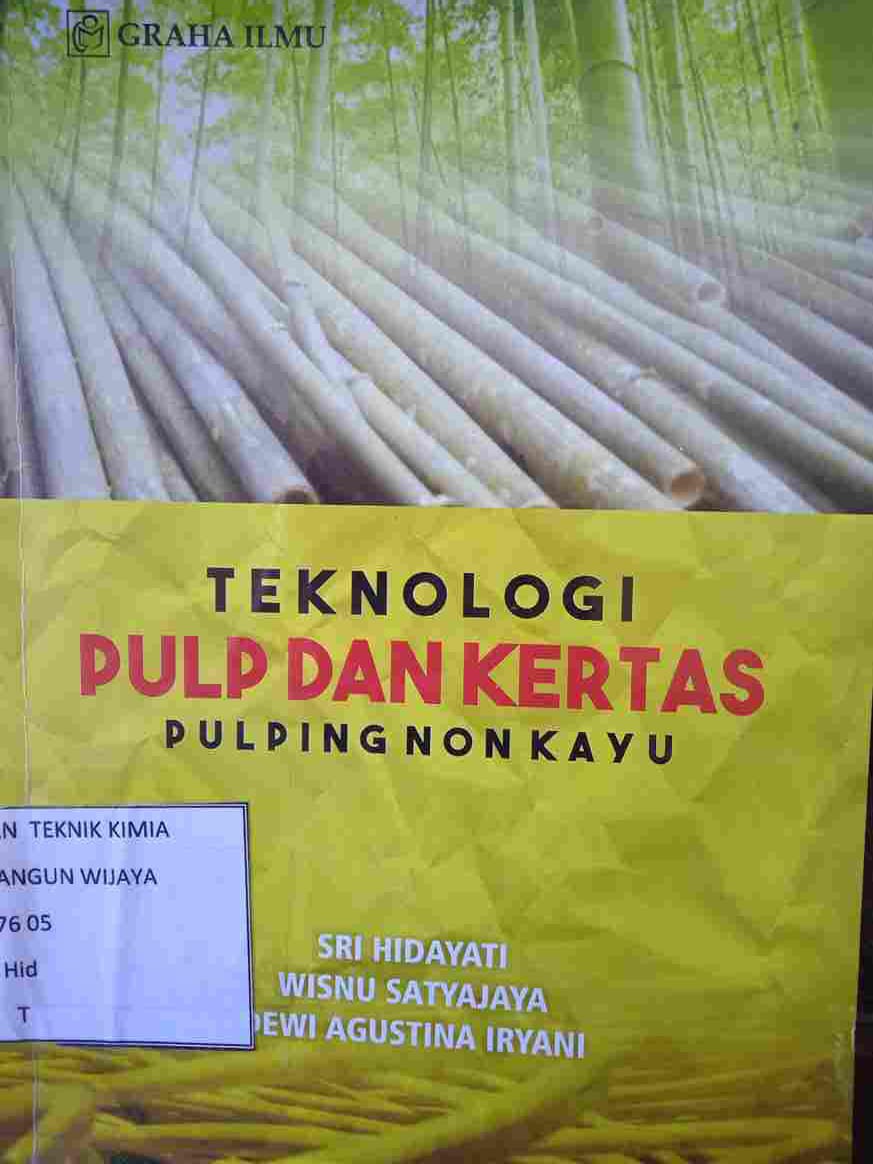 GRAHA ILMU
TEKNOLOGI
PULP DAN KERTAS
PULPING NON KAYU
AN TEKNIK KIMIA
ANGUN WIJAYA
76 05
Hid
T
SRI HIDAYATI
WISNU SATYAJAYA
DEWI AGUSTINA IRYANI